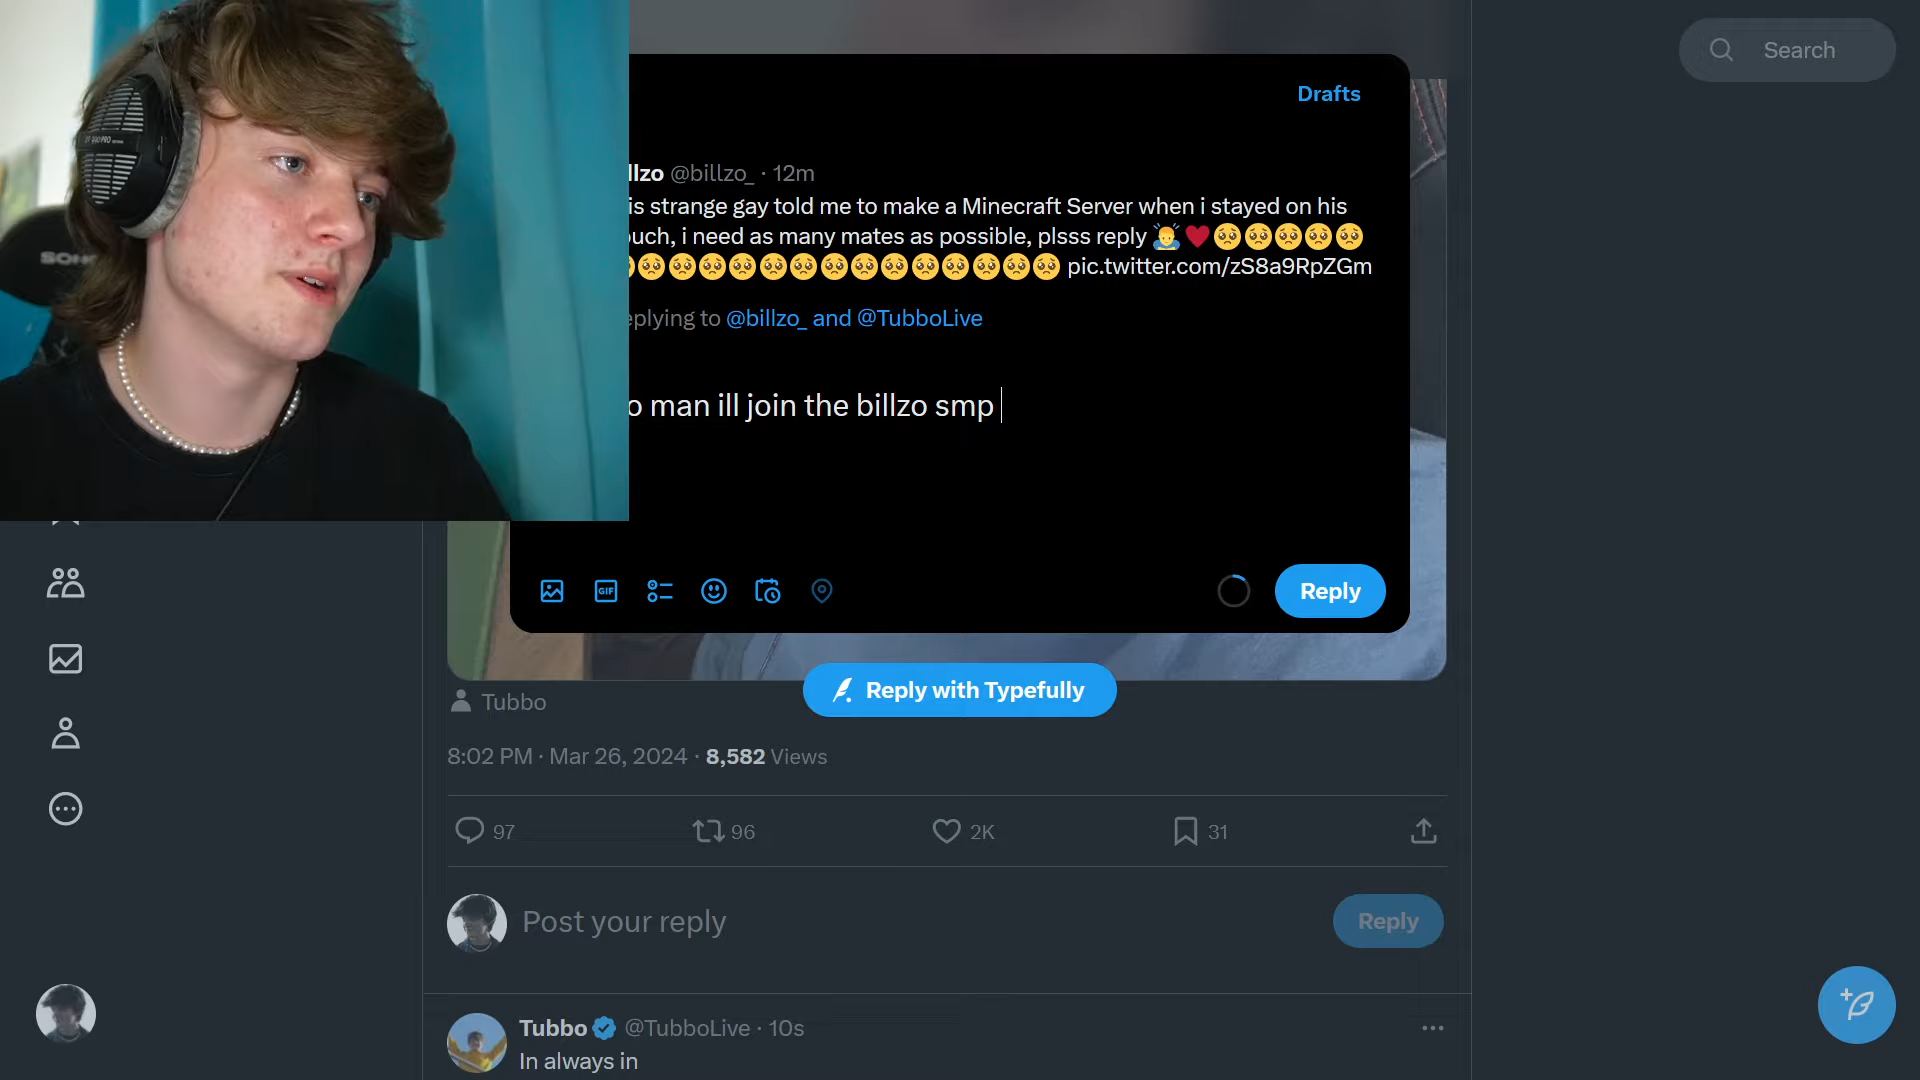 Search
Drafts
llzo @billzo_ · 12m
is strange gay told me to make a Minecraft Server when i stayed on his
ouch, i need as many mates as possible, plsss reply 💆‍♂️♥️🥺🥺🥺🥺🥺
🥺🥺🥺🥺🥺🥺🥺🥺🥺🥺🥺🥺🥺🥺 pic.twitter.com/zS8a9RpZGm
eplying to @billzo_ and @TubboLive
o man ill join the billzo smp
GIF
Reply
Reply with Typefully
Tubbo
8:02 PM · Mar 26, 2024 · 8,582 Views
97 96 2K 31
Post your reply
Reply
Tubbo @TubboLive · 10s
In always in